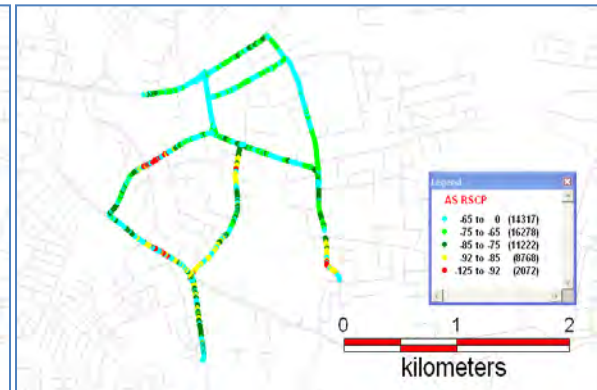 Legend
AS RSCP
-65 to 0 (14317)
-75 to -65 (16278)
-85 to -75 (11222)
-92 to -85 (8768)
-125 to -92 (2072)
0 1 2
kilometers